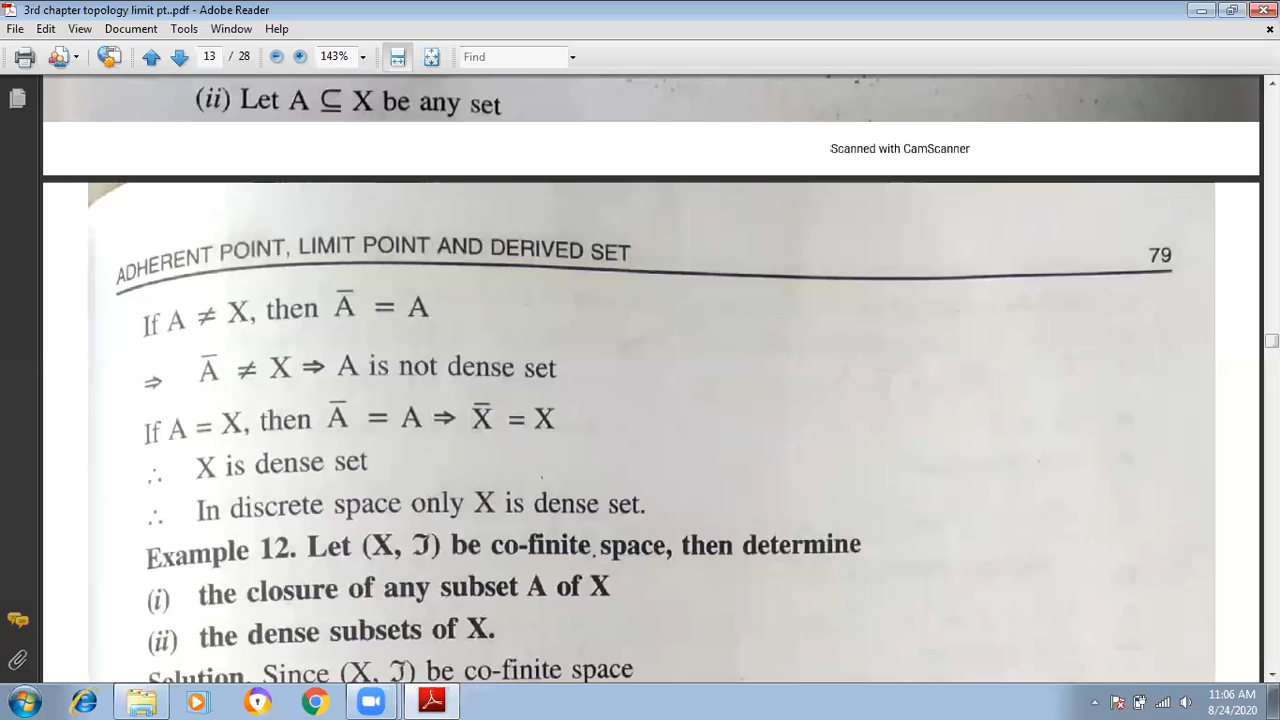 3rd chapter topology limit pt..pdf - Adobe Reader
File Edit View Document Tools Window Help
13 / 28 143% Find
(ii) Let A ⊆ X be any set
Scanned with CamScanner
ADHERENT POINT, LIMIT POINT AND DERIVED SET 79
If A ≠ X, then A̅ = A
⇒ A̅ ≠ X ⇒ A is not dense set
If A = X, then A̅ = A ⇒ X̅ = X
∴ X is dense set
∴ In discrete space only X is dense set.
Example 12. Let (X, ℑ) be co-finite space, then determine
(i) the closure of any subset A of X
(ii) the dense subsets of X.
Solution. Since (X, ℑ) be co-finite space
11:06 AM
8/24/2020